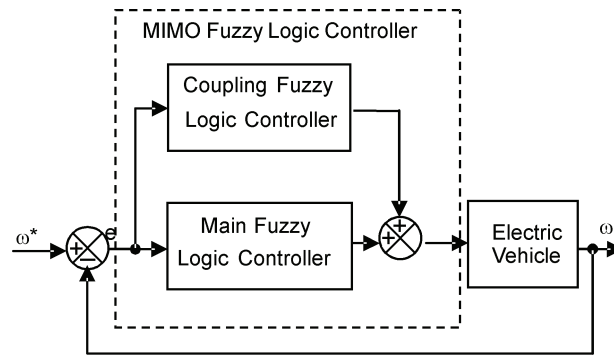 MIMO Fuzzy Logic Controller
Coupling Fuzzy
Logic Controller
ω*
+
−
e
Main Fuzzy
Logic Controller
+
+
Electric
Vehicle
ω